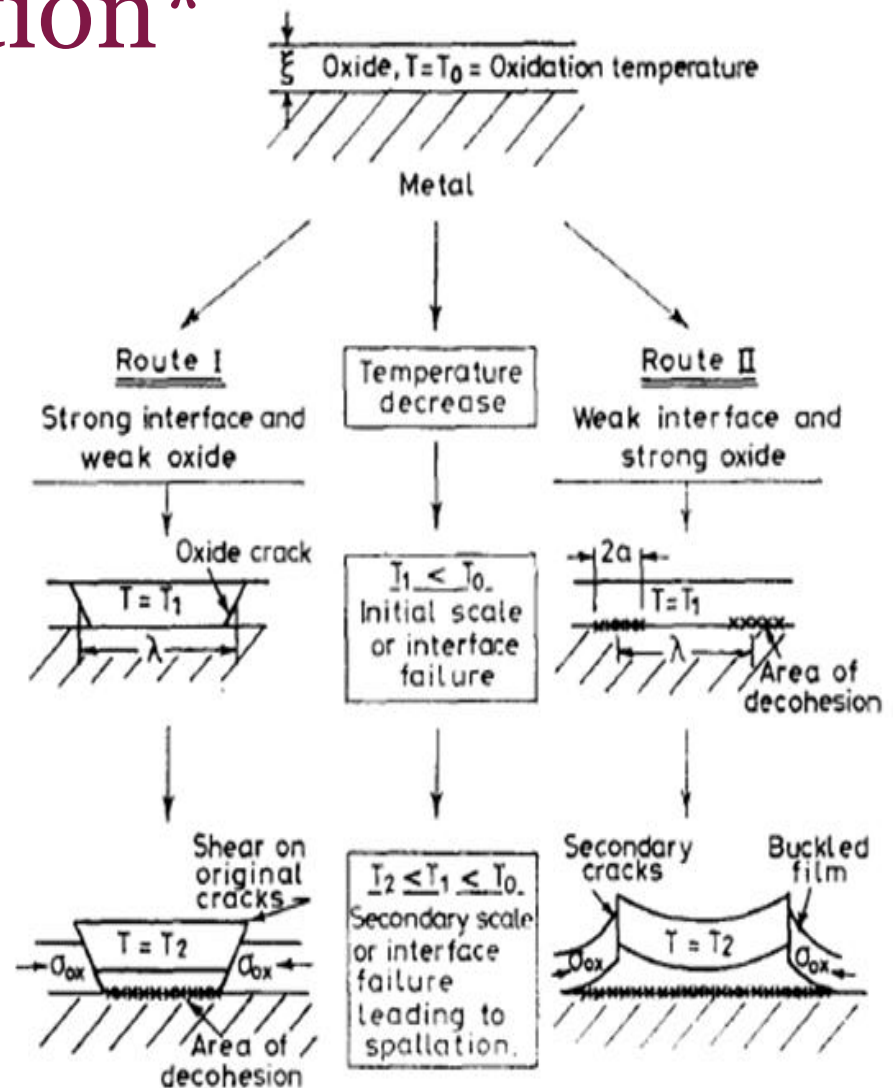 tion*
ξ Oxide, T=T₀ = Oxidation temperature
Metal
Route I
Strong interface and
weak oxide
Oxide crack
T = T₁
λ
Shear on
original
cracks
T = T₂
σox
σox
Area of
decohesion
Temperature
decrease
T₁ < T₀.
Initial scale
or interface
failure
T₂ < T₁ < T₀.
Secondary scale
or interface
failure
leading to
spallation.
Route II
Weak interface and
strong oxide
2a
T=T₁
λ
Area of
decohesion
Secondary
cracks
Buckled
film
T = T₂
σox
σox